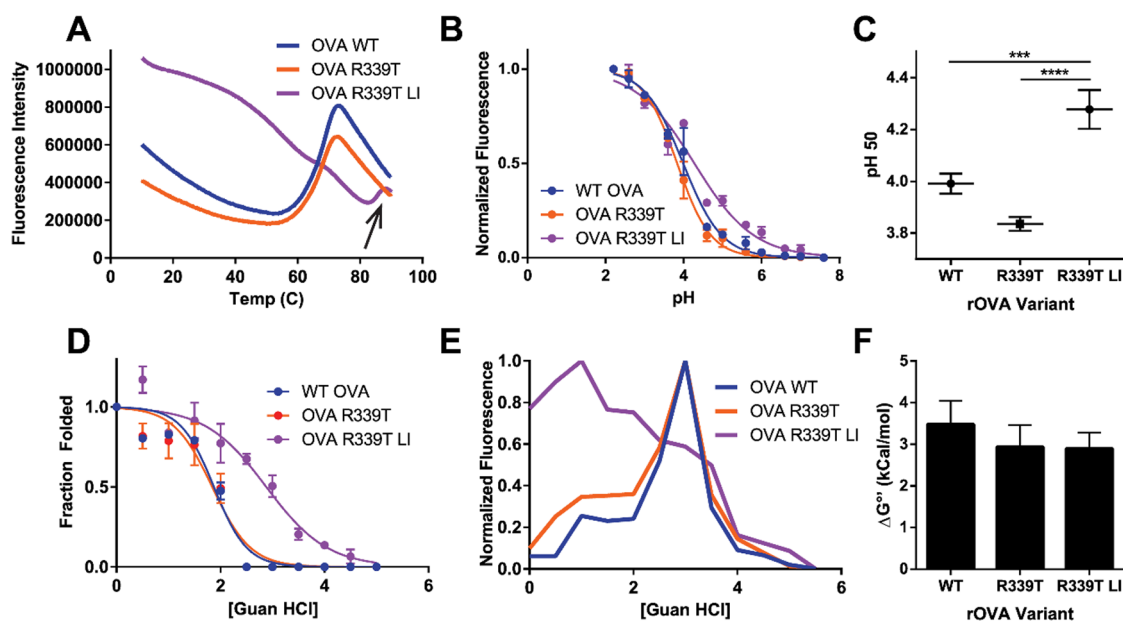 A
OVA WT
OVA R339T
OVA R339T LI
1000000
800000
600000
400000
200000
0
0
20
40
60
80
100
Fluorescence Intensity
Temp (C)
B
1.0
0.5
0.0
0
2
4
6
8
Normalized Fluorescence
pH
WT OVA
OVA R339T
OVA R339T LI
C
***
****
4.4
4.2
4.0
3.8
pH 50
WT
R339T
R339T LI
rOVA Variant
D
WT OVA
OVA R339T
OVA R339T LI
1.0
0.5
0.0
0
2
4
6
Fraction Folded
[Guan HCl]
E
OVA WT
OVA R339T
OVA R339T LI
1.0
0.8
0.6
0.4
0.2
0.0
0
2
4
6
Normalized Fluorescence
[Guan HCl]
F
5
4
3
2
1
0
ΔG°' (kCal/mol)
WT
R339T
R339T LI
rOVA Variant